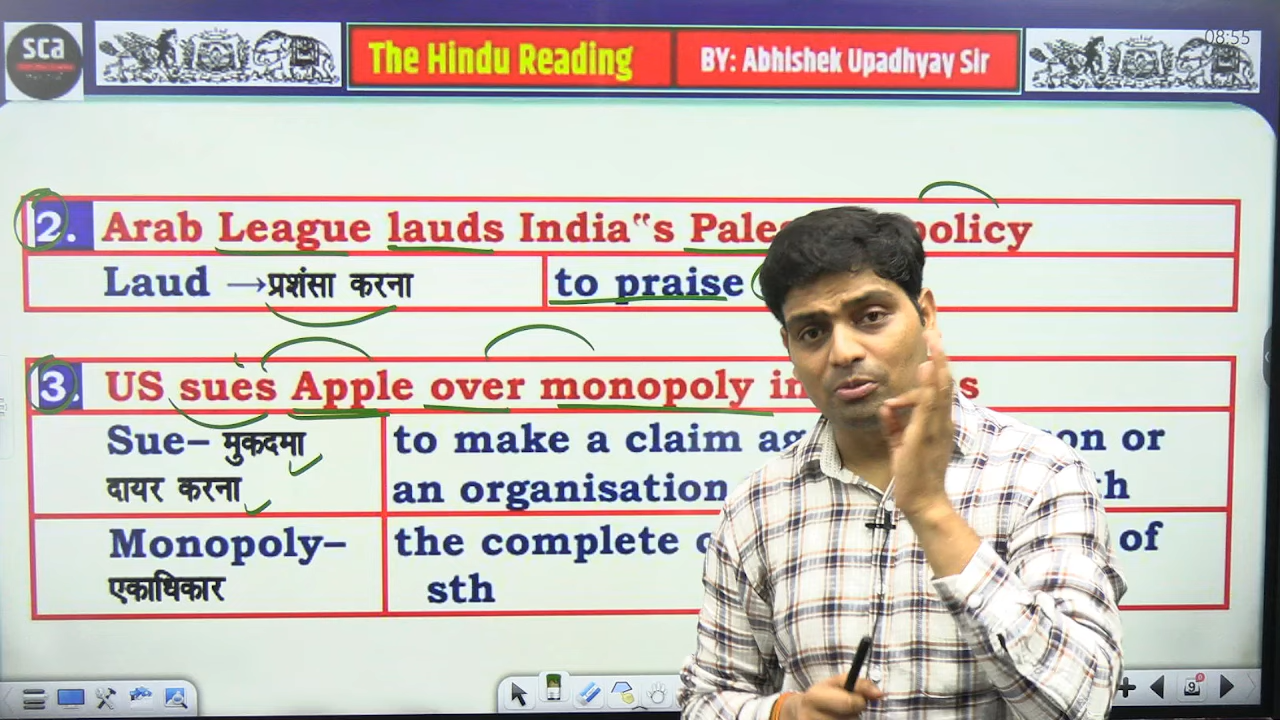 sca
The Hindu Reading
BY: Abhishek Upadhyay Sir
08:55
2. Arab League lauds India‟s Pale policy
Laud →प्रशंसा करना to praise
3. US sues Apple over monopoly in s
Sue– मुकदमा to make a claim ag on or
दायर करना an organisation th
Monopoly– the complete of
एकाधिकार sth
9